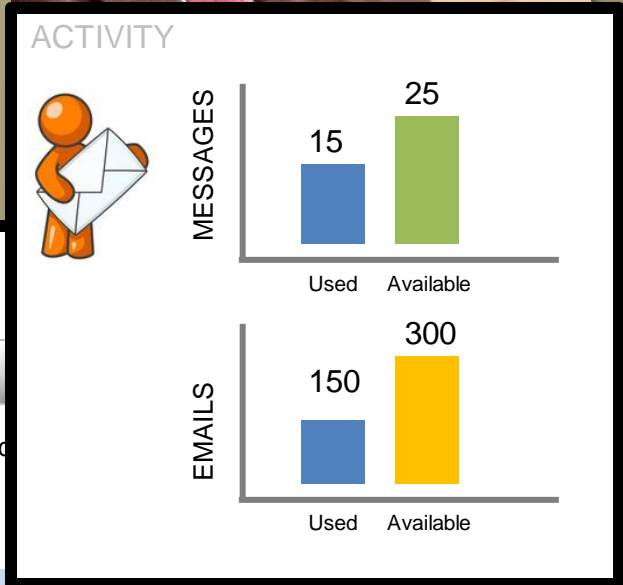 ACTIVITY
MESSAGES
15
25
Used Available
EMAILS
150
300
Used Available